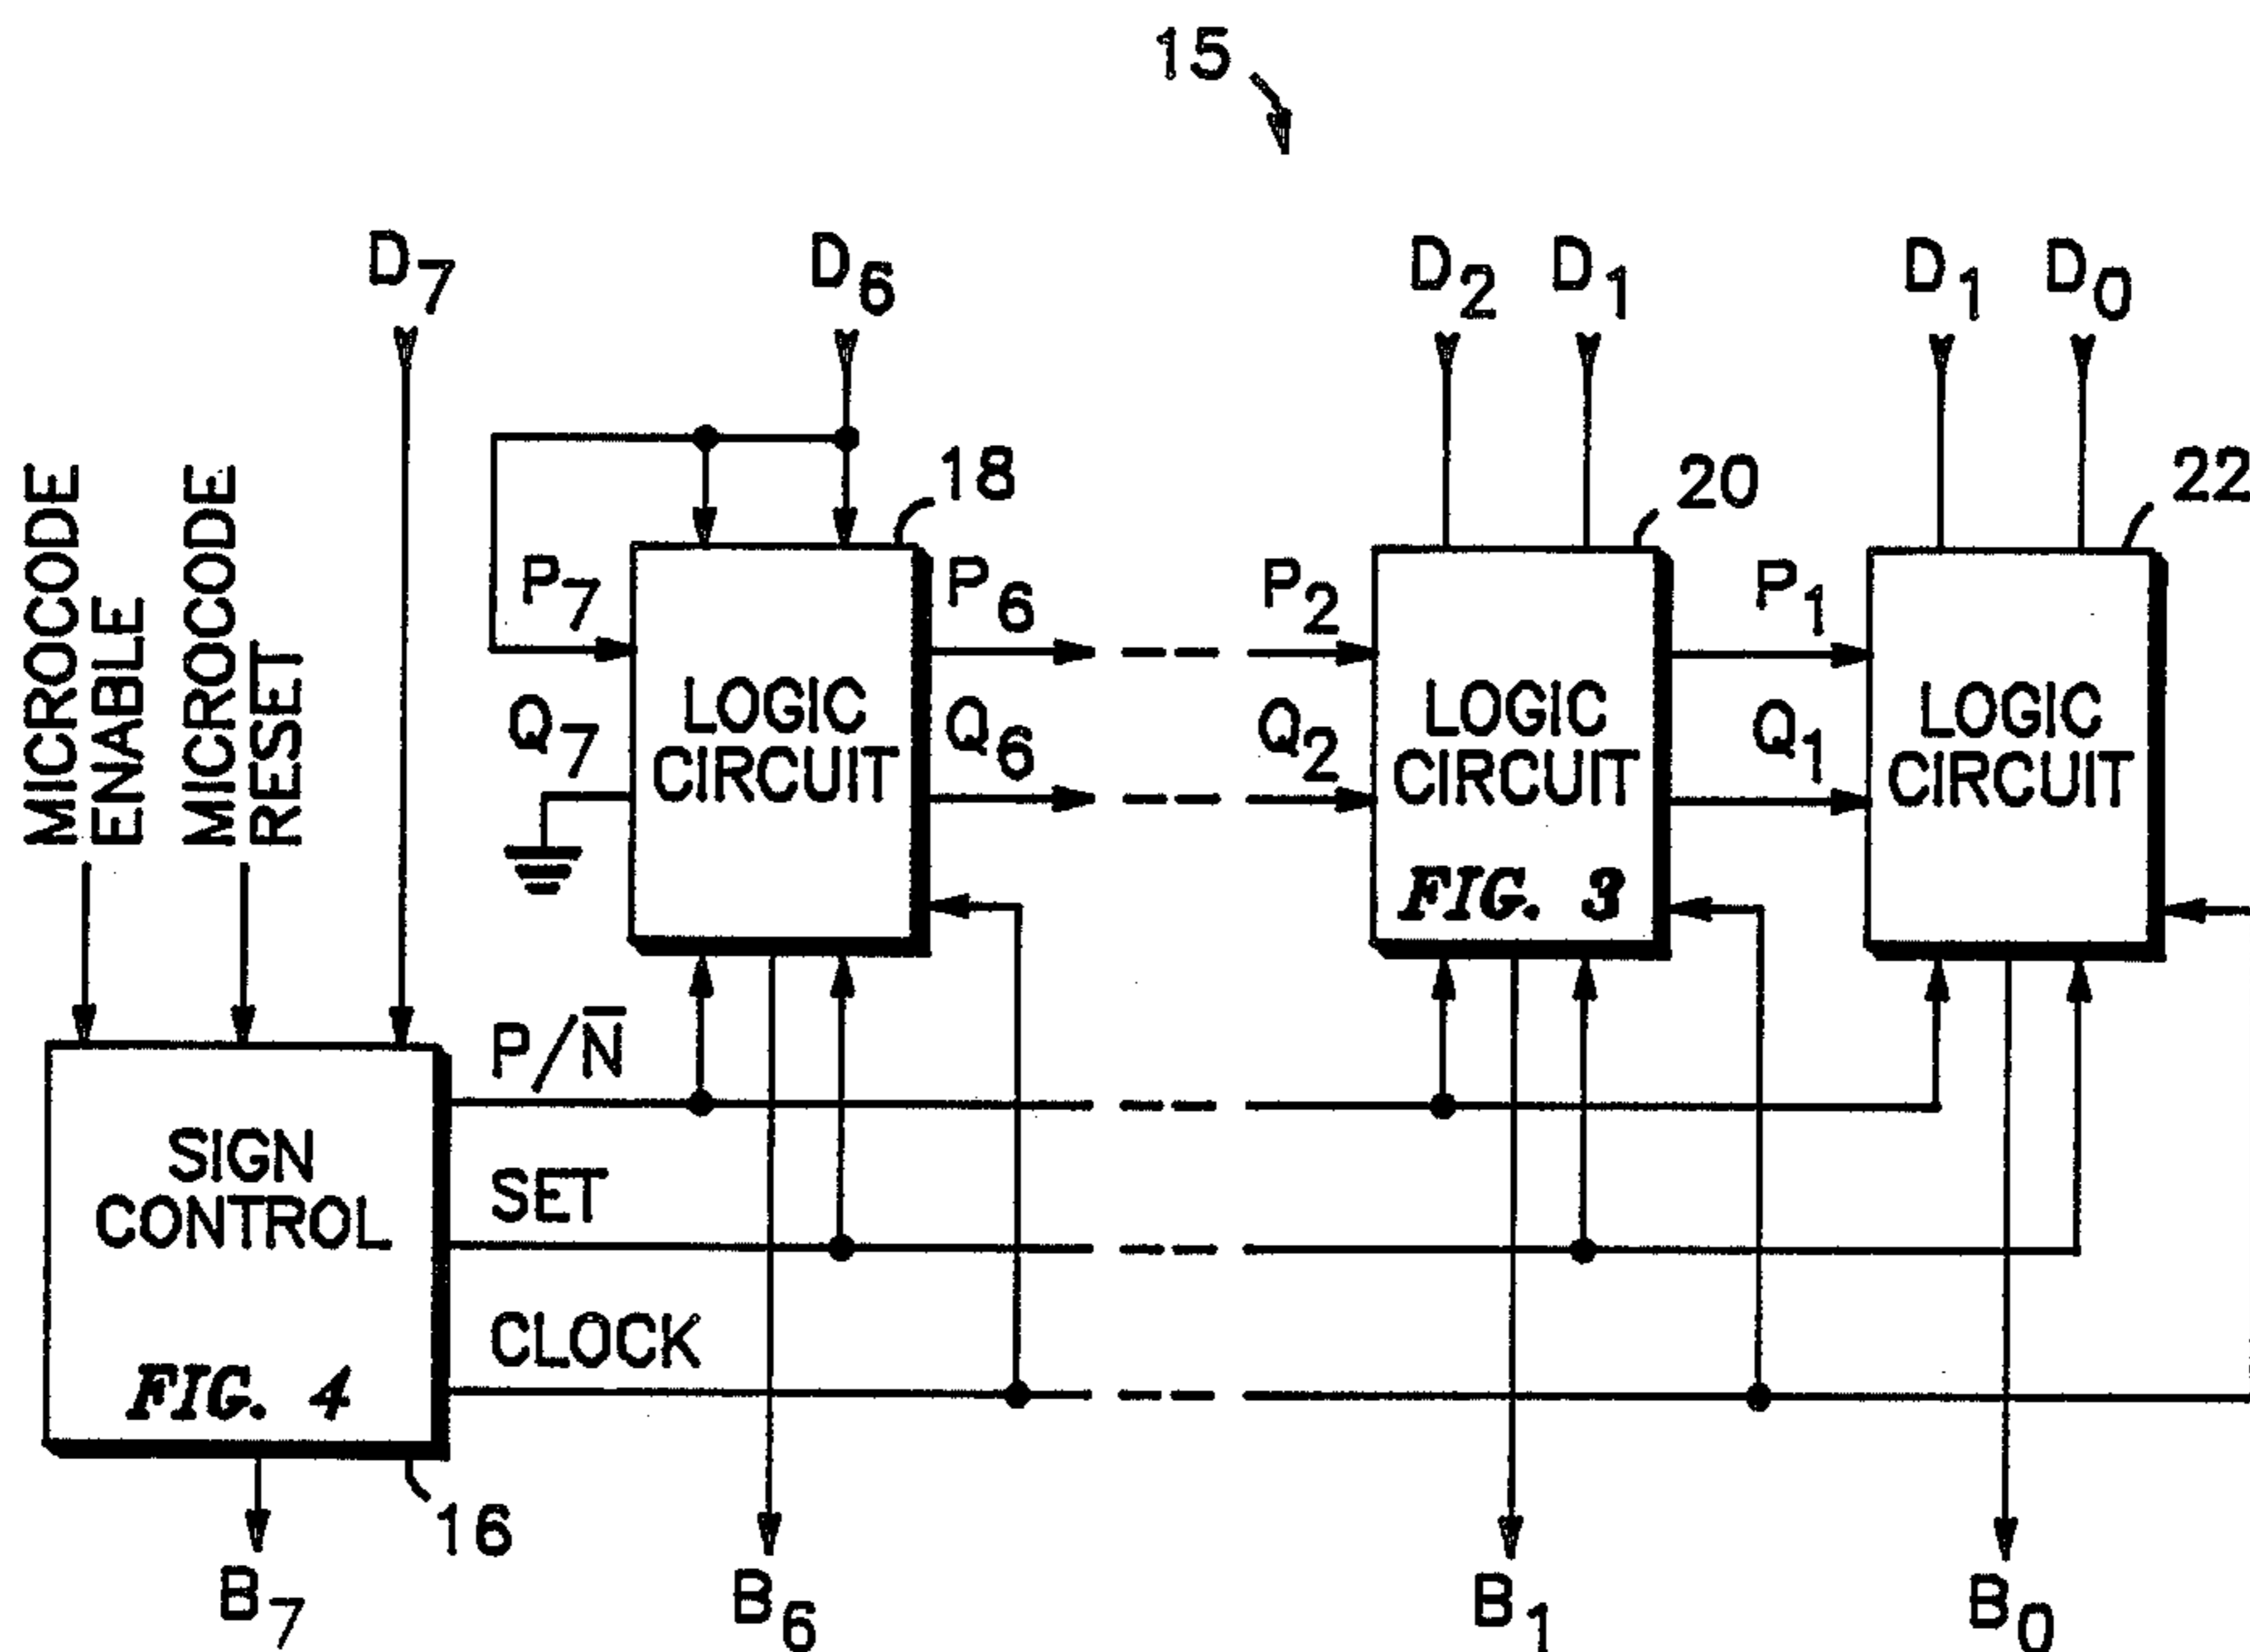 15
D7
D6
D2
D1
D1
D0
MICROCODE
ENABLE
MICROCODE
RESET
18
20
22
P7
P6
P2
P1
LOGIC
CIRCUIT
Q7
Q6
Q2
LOGIC
CIRCUIT
FIG. 3
Q1
LOGIC
CIRCUIT
P/N̅
SIGN
CONTROL
FIG. 4
SET
CLOCK
16
B7
B6
B1
B0